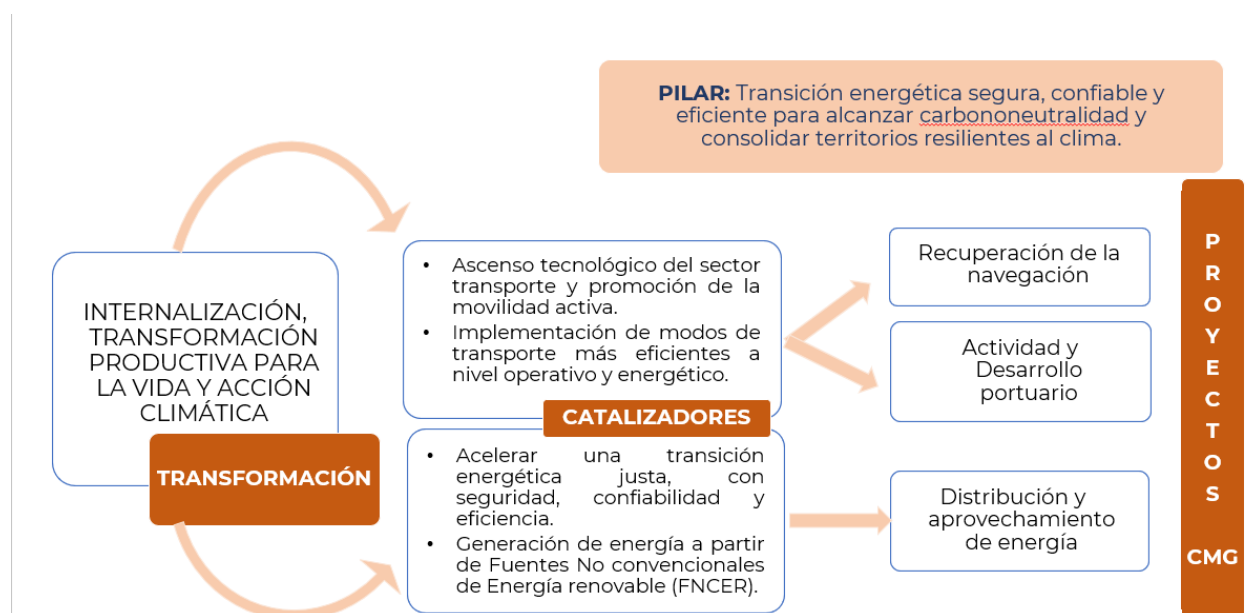 PILAR: Transición energética segura, confiable y
eficiente para alcanzar carbononeutralidad y
consolidar territorios resilientes al clima.
INTERNALIZACIÓN,
TRANSFORMACIÓN
PRODUCTIVA PARA
LA VIDA Y ACCIÓN
CLIMÁTICA
TRANSFORMACIÓN
• Ascenso tecnológico del sector
transporte y promoción de la
movilidad activa.
• Implementación de modos de
transporte más eficientes a
nivel operativo y energético.
CATALIZADORES
• Acelerar una transición
energética justa, con
seguridad, confiabilidad y
eficiencia.
• Generación de energía a partir
de Fuentes No convencionales
de Energía renovable (FNCER).
Recuperación de la
navegación
Actividad y
Desarrollo
portuario
Distribución y
aprovechamiento
de energía
P
R
O
Y
E
C
T
O
S
CMG